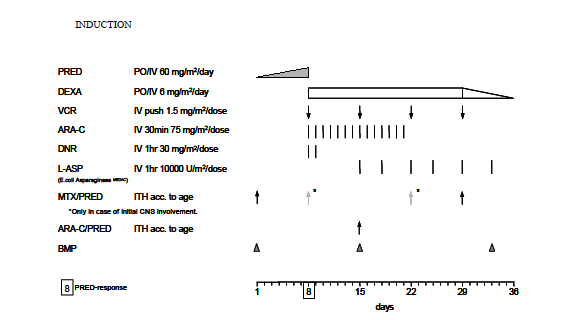 INDUCTION
PRED PO/IV 60 mg/m²/day
DEXA PO/IV 6 mg/m²/day
VCR IV push 1.5 mg/m²/dose
ARA-C IV 30min 75 mg/m²/dose
DNR IV 1hr 30 mg/m²/dose
L-ASP IV 1hr 10000 U/m²/dose
(E.coli Asparaginase MEDAC)
MTX/PRED ITH acc. to age * *
*Only in case of initial CNS involvement.
ARA-C/PRED ITH acc. to age
BMP
8 PRED-response
1 8 15 22 29 36
days